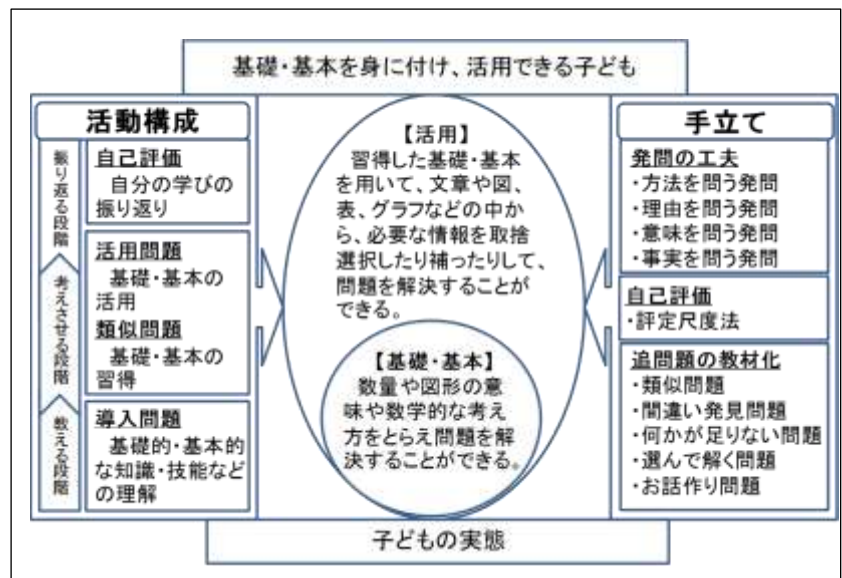 基礎・基本を身に付け、活用できる子ども
活動構成
振り返る段階
自己評価
自分の学びの
振り返り
考えさせる段階
活用問題
基礎・基本の
活用
類似問題
基礎・基本の
習得
教える段階
導入問題
基礎的・基本的
な知識・技能など
の理解
【活用】
習得した基礎・基本
を用いて、文章や図、
表、グラフなどの中か
ら、必要な情報を取捨
選択したり補ったりして、
問題を解決することが
できる。
【基礎・基本】
数量や図形の意
味や数学的な考え
方をとらえ問題を解
決することができる。
手立て
発問の工夫
・方法を問う発問
・理由を問う発問
・意味を問う発問
・事実を問う発問
自己評価
・評定尺度法
追問題の教材化
・類似問題
・間違い発見問題
・何かが足りない問題
・選んで解く問題
・お話作り問題
子どもの実態